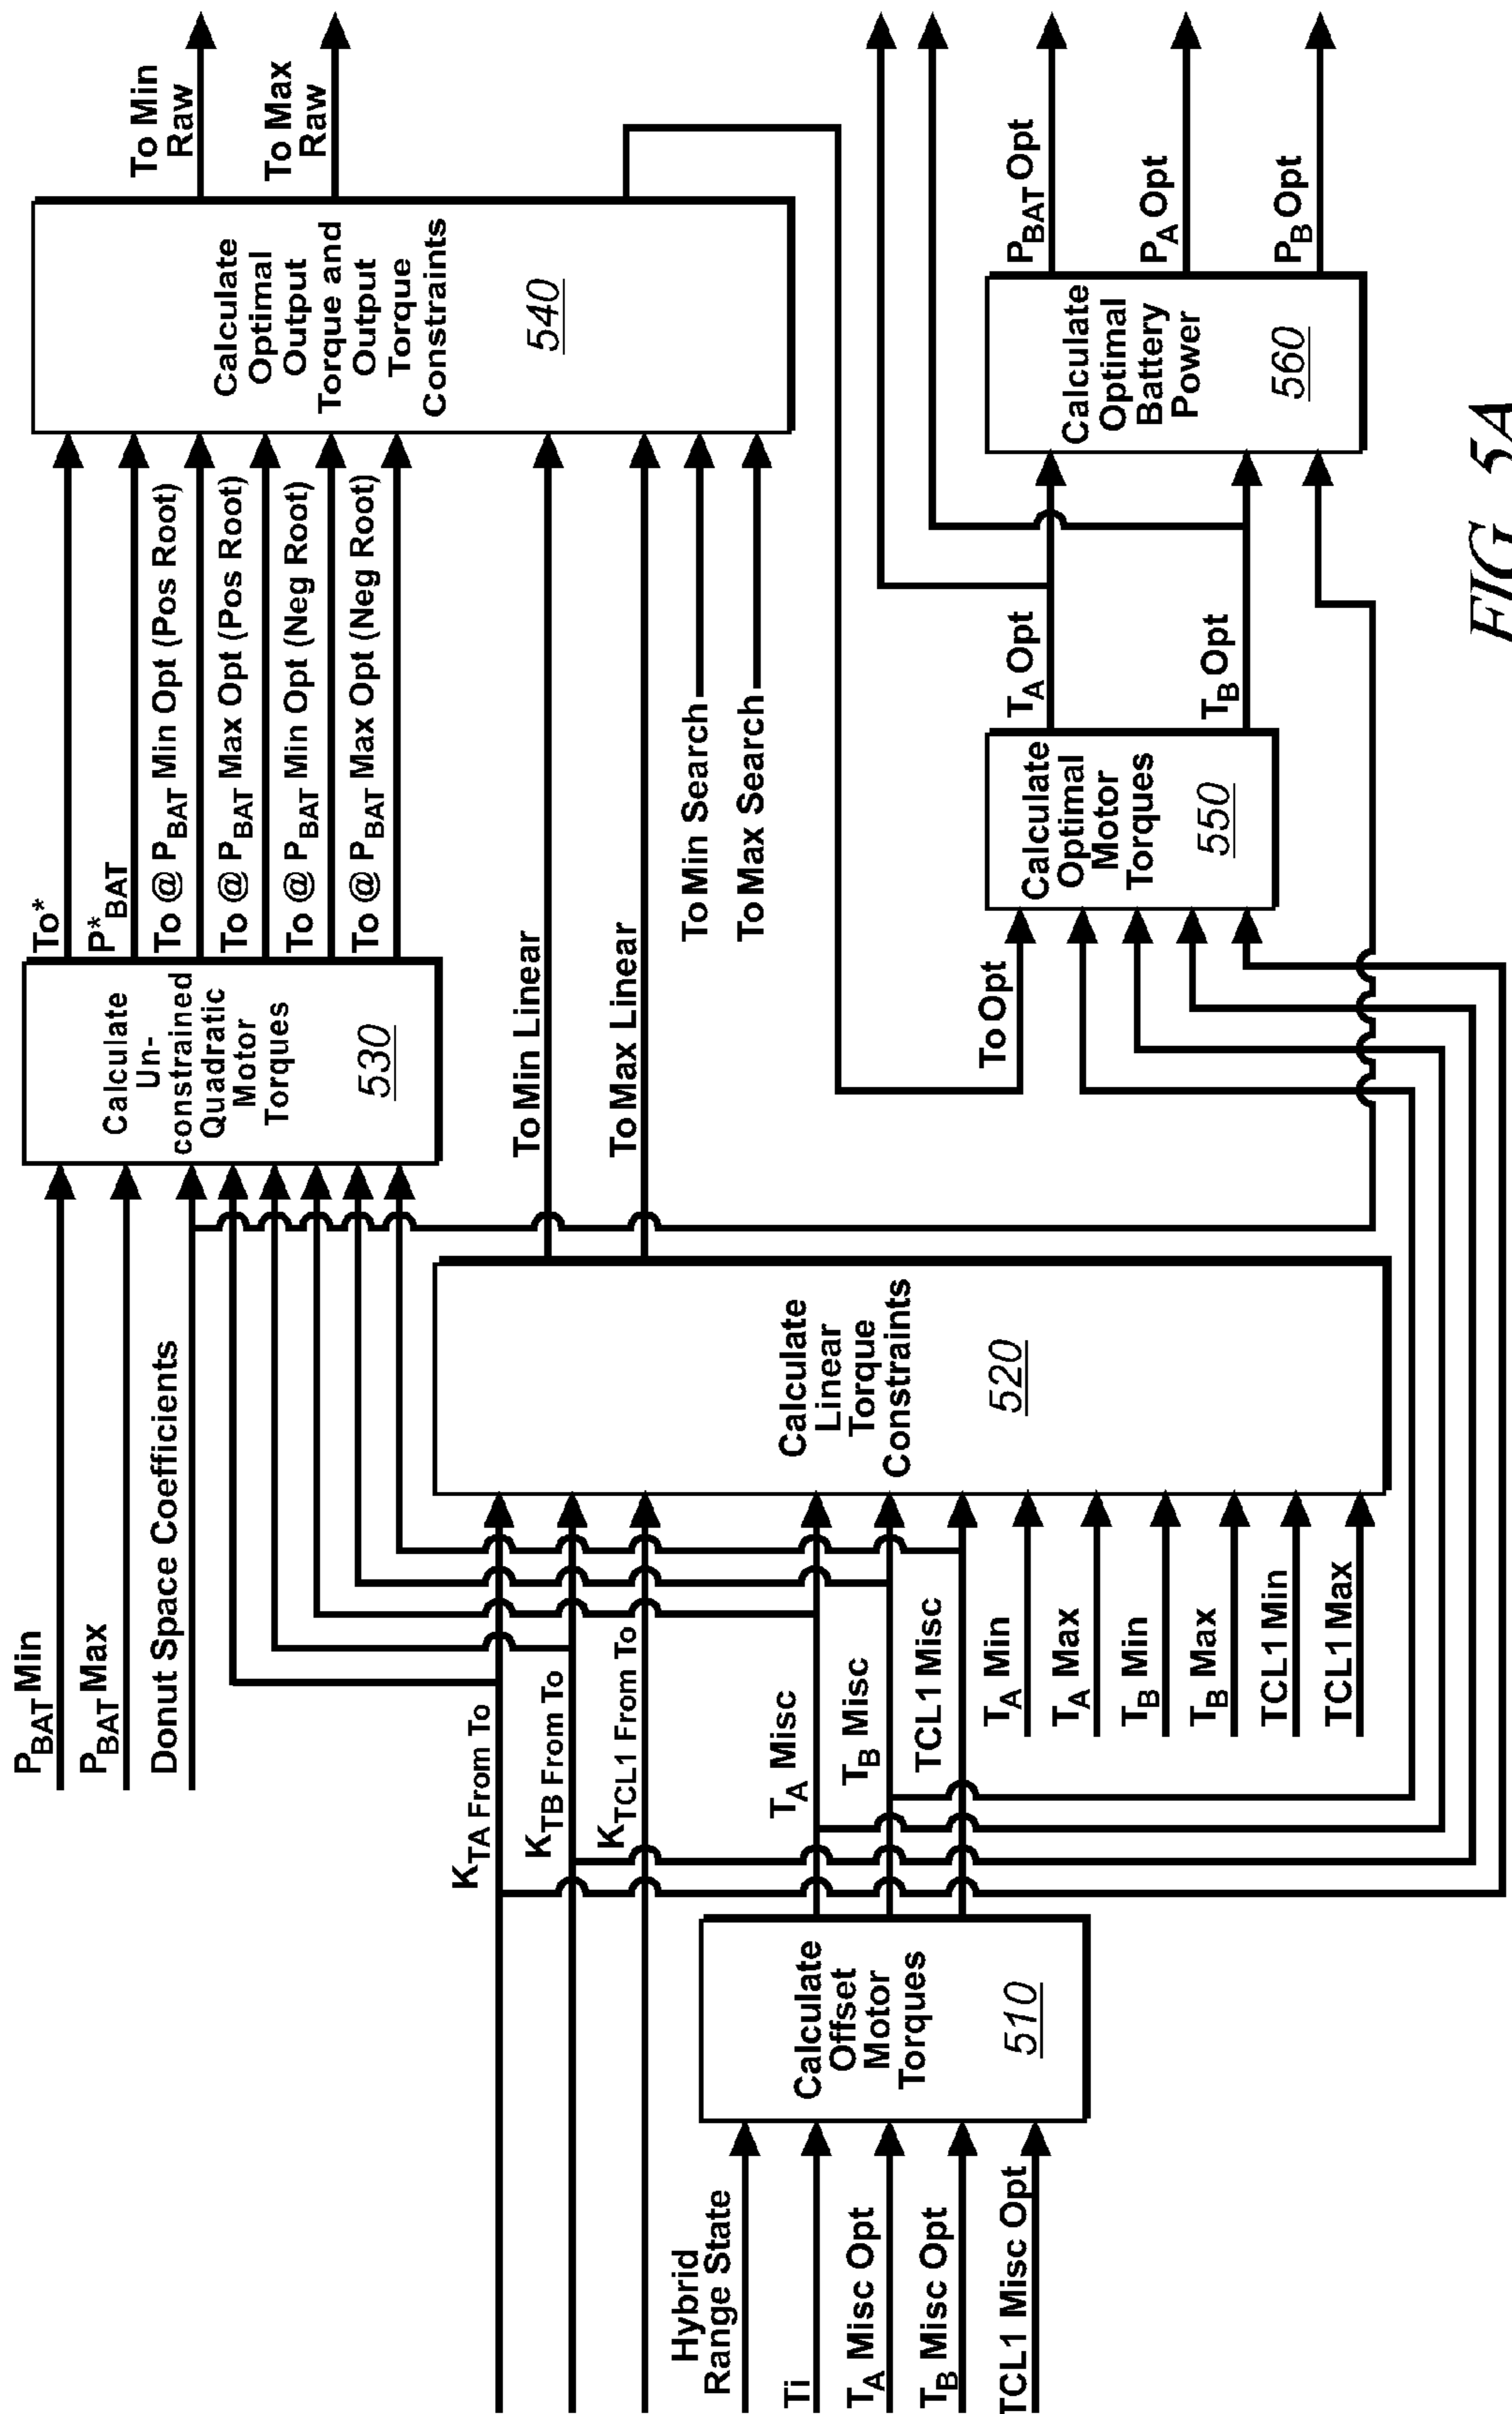 P_BAT Min
P_BAT Max
Donut Space Coefficients
K_TA From To
K_TB From To
K_TCL1 From To
Hybrid
Range State
Ti
T_A Misc Opt
T_B Misc Opt
TCL1 Misc Opt
Calculate
Offset
Motor
Torques
510
T_A Misc
T_B Misc
TCL1 Misc
T_A Min
T_A Max
T_B Min
T_B Max
TCL1 Min
TCL1 Max
Calculate
Linear
Torque
Constraints
520
Calculate
Un-
constrained
Quadratic
Motor
Torques
530
To*
P*_BAT
To @ P_BAT Min Opt (Pos Root)
To @ P_BAT Max Opt (Pos Root)
To @ P_BAT Min Opt (Neg Root)
To @ P_BAT Max Opt (Neg Root)
To Min Linear
To Max Linear
To Min Search
To Max Search
Calculate
Optimal
Output
Torque and
Output
Torque
Constraints
540
To Min
Raw
To Max
Raw
To Opt
Calculate
Optimal
Motor
Torques
550
T_A Opt
T_B Opt
Calculate
Optimal
Battery
Power
560
P_BAT Opt
P_A Opt
P_B Opt
FIG. 5A